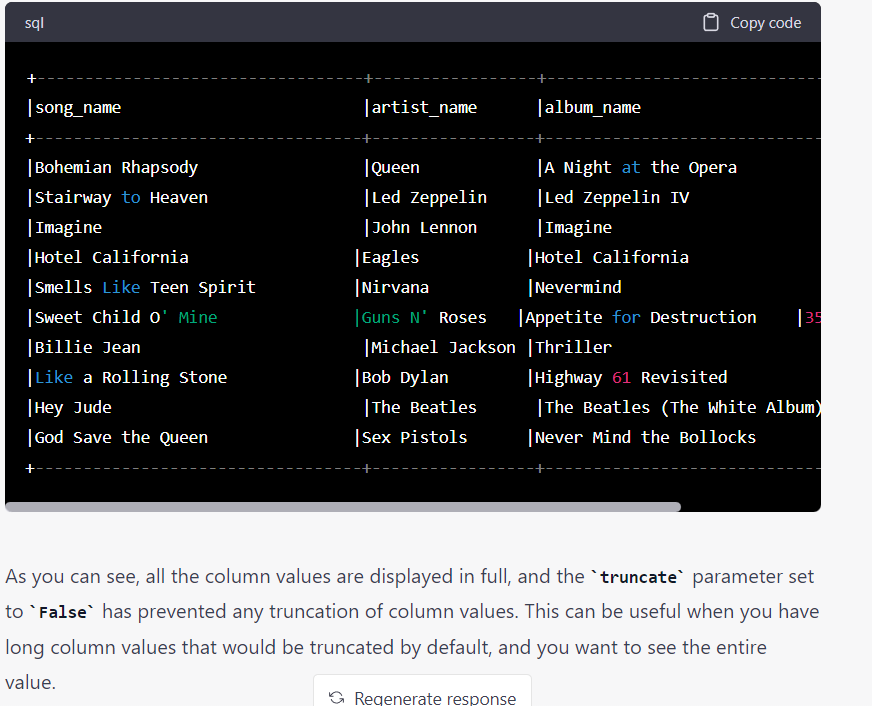 sql Copy code
+----------------------------------+-----------------+-----------------------------
|song_name                         |artist_name      |album_name
+----------------------------------+-----------------+-----------------------------
|Bohemian Rhapsody                 |Queen            |A Night at the Opera
|Stairway to Heaven                |Led Zeppelin     |Led Zeppelin IV
|Imagine                           |John Lennon      |Imagine
|Hotel California                 |Eagles           |Hotel California
|Smells Like Teen Spirit          |Nirvana          |Nevermind
|Sweet Child O' Mine              |Guns N' Roses   |Appetite for Destruction    |35
|Billie Jean                       |Michael Jackson |Thriller
|Like a Rolling Stone             |Bob Dylan        |Highway 61 Revisited
|Hey Jude                          |The Beatles      |The Beatles (The White Album)
|God Save the Queen               |Sex Pistols      |Never Mind the Bollocks
+----------------------------------+-----------------+-----------------------------
As you can see, all the column values are displayed in full, and the `truncate` parameter set
to `False` has prevented any truncation of column values. This can be useful when you have
long column values that would be truncated by default, and you want to see the entire
value.
Regenerate response